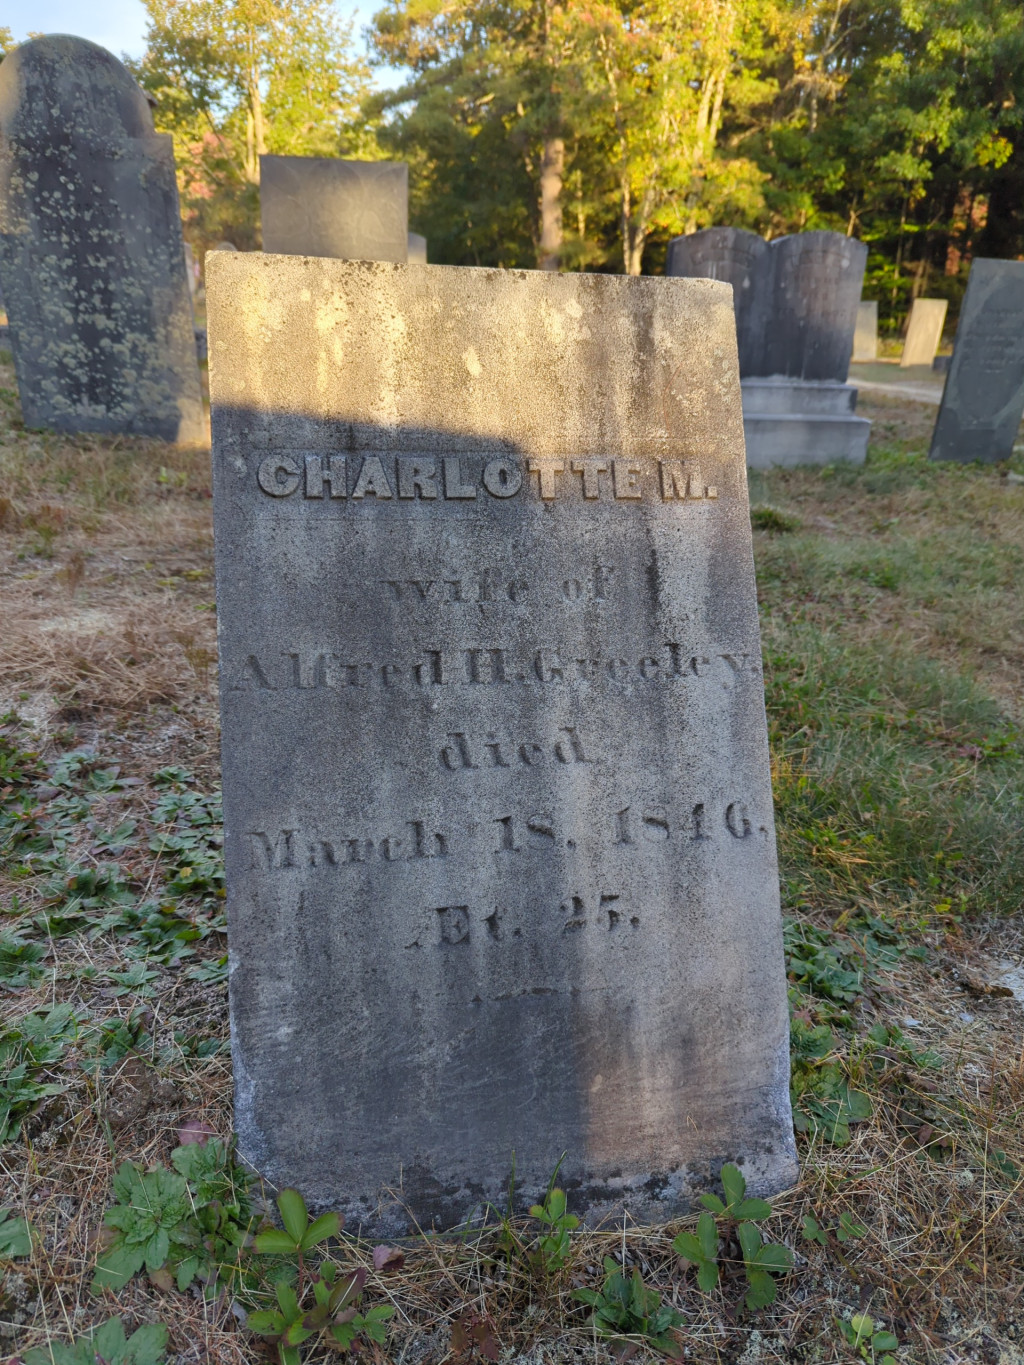 CHARLOTTE M.
wife of
Alfred H. Greeley.
died
March 18, 1846.
Æt. 25.